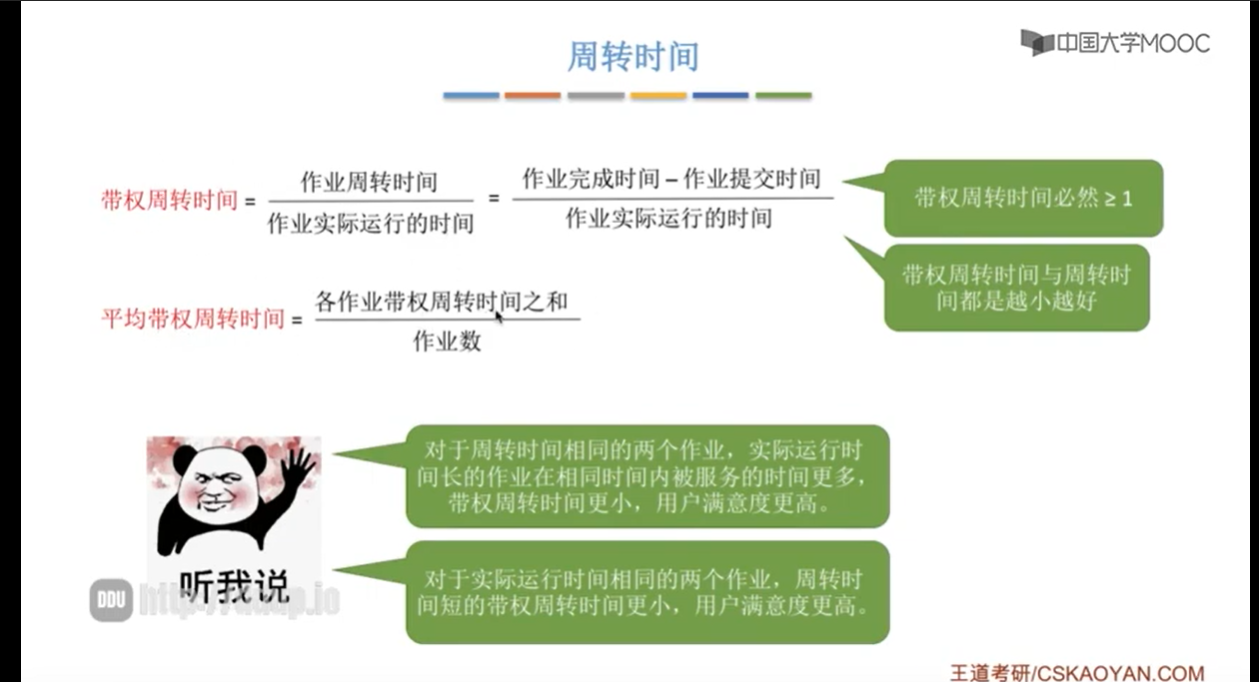 中国大学MOOC
周转时间
带权周转时间 = 作业周转时间 / 作业实际运行的时间 = 作业完成时间 – 作业提交时间 / 作业实际运行的时间
带权周转时间必然 ≥ 1
带权周转时间与周转时
间都是越小越好
平均带权周转时间 = 各作业带权周转时间之和 / 作业数
对于周转时间相同的两个作业，实际运行时
间长的作业在相同时间内被服务的时间更多，
带权周转时间更小，用户满意度更高。
听我说
对于实际运行时间相同的两个作业，周转时
间短的带权周转时间更小，用户满意度更高。
DDU
王道考研/CSKAOYAN.COM